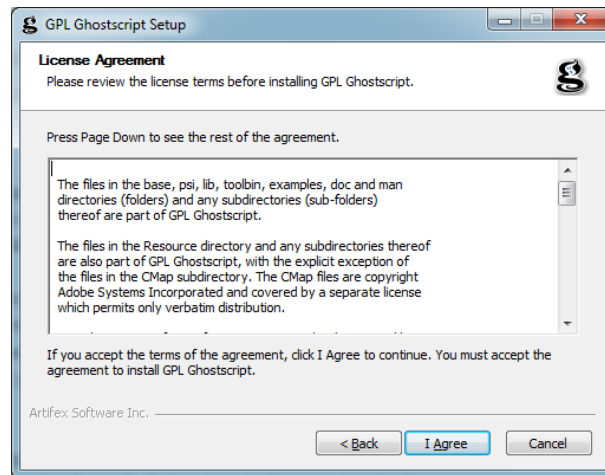 GPL Ghostscript Setup
License Agreement
Please review the license terms before installing GPL Ghostscript.
Press Page Down to see the rest of the agreement.
The files in the base, psi, lib, toolbin, examples, doc and man
directories (folders) and any subdirectories (sub-folders)
thereof are part of GPL Ghostscript.
The files in the Resource directory and any subdirectories thereof
are also part of GPL Ghostscript, with the explicit exception of
the files in the CMap subdirectory. The CMap files are copyright
Adobe Systems Incorporated and covered by a separate license
which permits only verbatim distribution.
If you accept the terms of the agreement, click I Agree to continue. You must accept the
agreement to install GPL Ghostscript.
Artifex Software Inc.
< Back
I Agree
Cancel